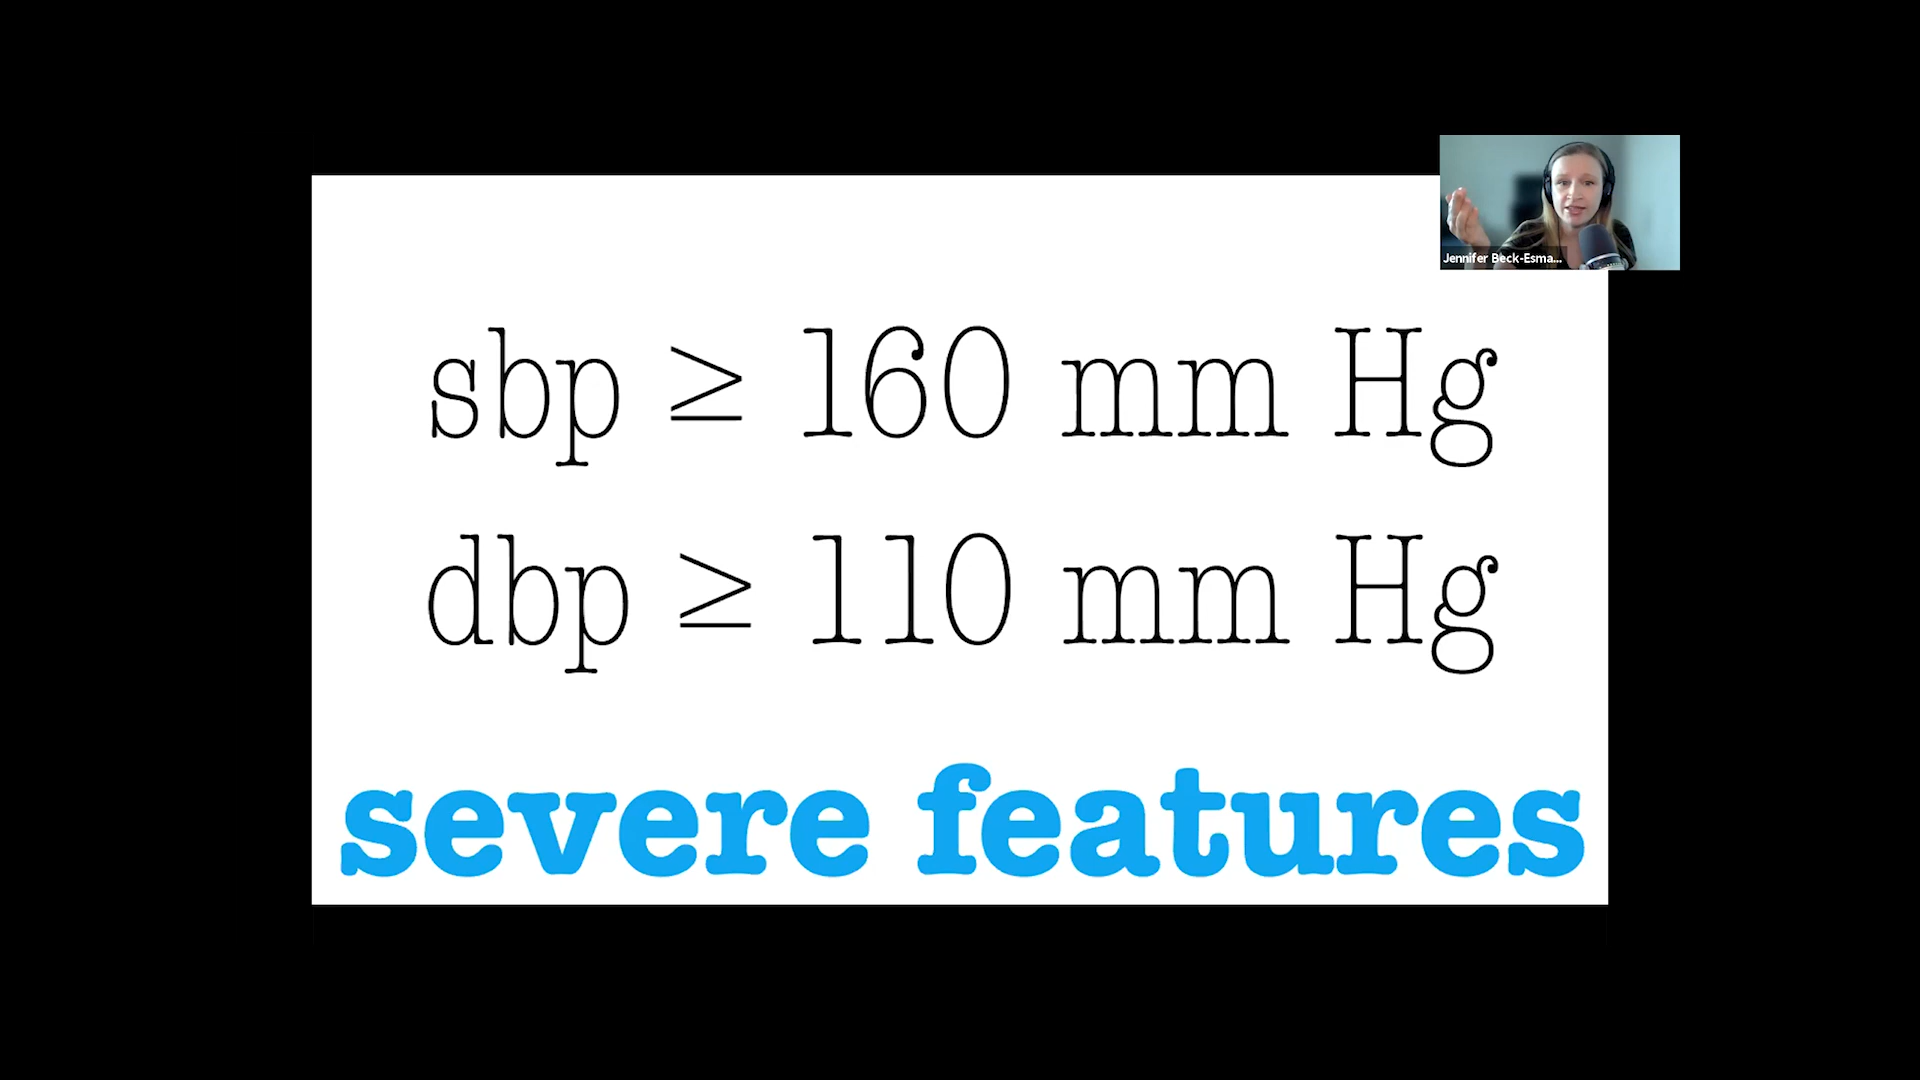 Jennifer Beck-Esma...
sbp ≥ 160 mm Hg
dbp ≥ 110 mm Hg
severe features